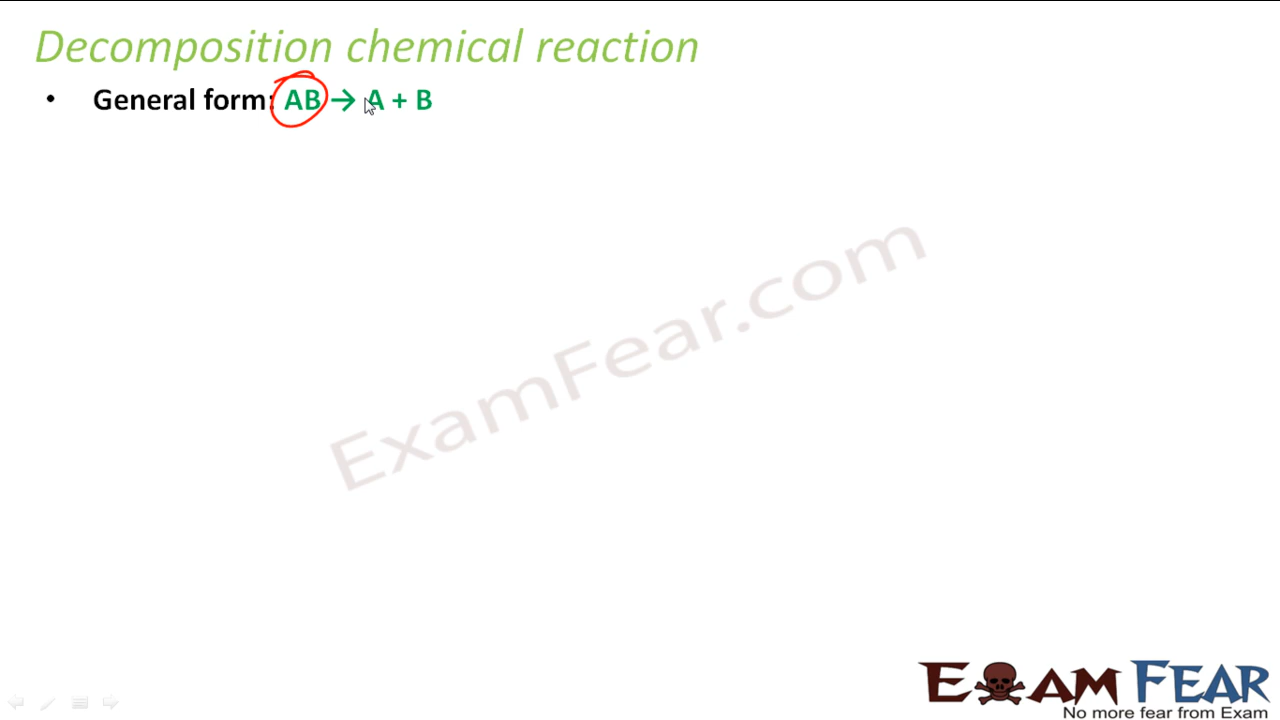 Decomposition chemical reaction
• General form: AB → A + B
ExamFear.com
EXAM FEAR
No more fear from Exam